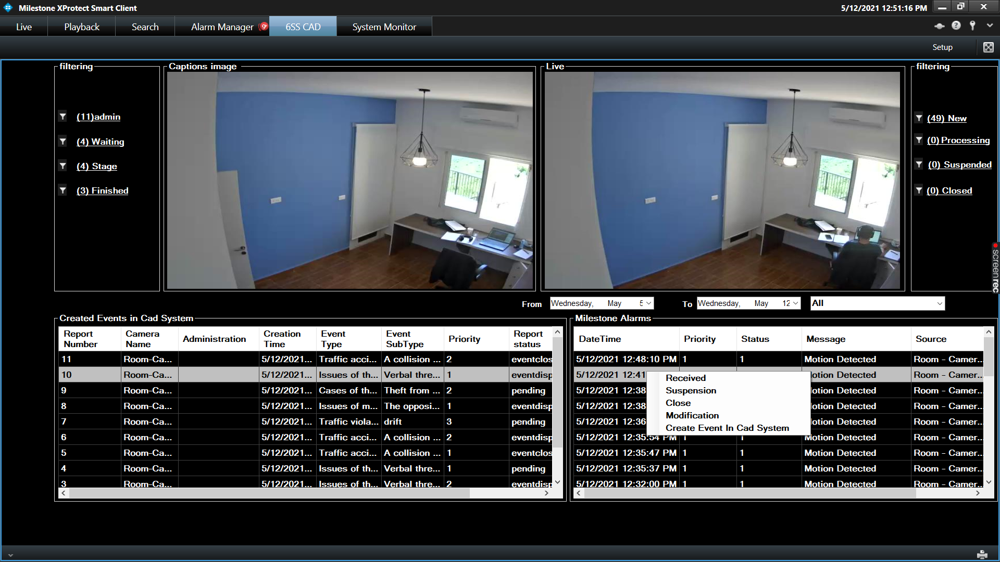 Milestone XProtect Smart Client
5/12/2021 12:51:16 PM
Live Playback Search Alarm Manager 9+ 6SS CAD System Monitor
Setup
filtering
(11)admin
(4) Waiting
(4) Stage
(3) Finished
Captions image
Live
filtering
(49) New
(0) Processing
(0) Suspended
(0) Closed
screenrec
From Wednesday, May 5 To Wednesday, May 12 All
Created Events in Cad System
Report Number Camera Name Administration Creation Time Event Type Event SubType Priority Report status
11 Room-Ca... 5/12/2021... Traffic acci... A collision ... 2 eventclos
10 Room-Ca... 5/12/2021... Issues of th... Verbal thre... 1 eventdisp
9 Room-Ca... 5/12/2021... Cases of th... Theft from ... 2 pending
8 Room-Ca... 5/12/2021... Issues of m... The opposi... 1 eventdisp
7 Room-Ca... 5/12/2021... Traffic viola... drift 3 pending
6 Room-Ca... 5/12/2021... Traffic acci... A collision ... 2 eventdisp
5 Room-Ca... 5/12/2021... Traffic acci... A collision ... 1 eventclos
4 Room-Ca... 5/12/2021... Issues of th... Verbal thre... 1 pending
3 Room-Ca... 5/12/2021... Issues of th... Verbal thre... 2 eventdisp
Milestone Alarms
DateTime Priority Status Message Source
5/12/2021 12:48:10 PM 1 1 Motion Detected Room - Camer...
5/12/2021 12:41 otion Detected Room - Camer...
5/12/2021 12:38 otion Detected Room - Camer...
5/12/2021 12:38 otion Detected Room - Camer...
5/12/2021 12:36 otion Detected Room - Camer...
5/12/2021 12:35:54 PM 1 1 Motion Detected Room - Camer...
5/12/2021 12:35:47 PM 1 1 Motion Detected Room - Camer...
5/12/2021 12:35:37 PM 1 1 Motion Detected Room - Camer...
5/12/2021 12:32:00 PM 1 1 Motion Detected Room - Camer...
Received
Suspension
Close
Modification
Create Event In Cad System